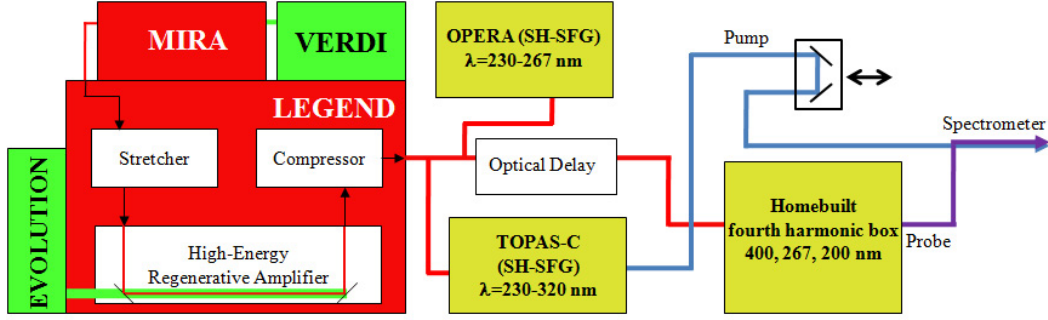 MIRA
VERDI
LEGEND
Stretcher
Compressor
High-Energy
Regenerative Amplifier
EVOLUTION
OPERA (SH-SFG)
λ=230-267 nm
Optical Delay
TOPAS-C
(SH-SFG)
λ=230-320 nm
Pump
Homebuilt
fourth harmonic box
400, 267, 200 nm
Probe
Spectrometer